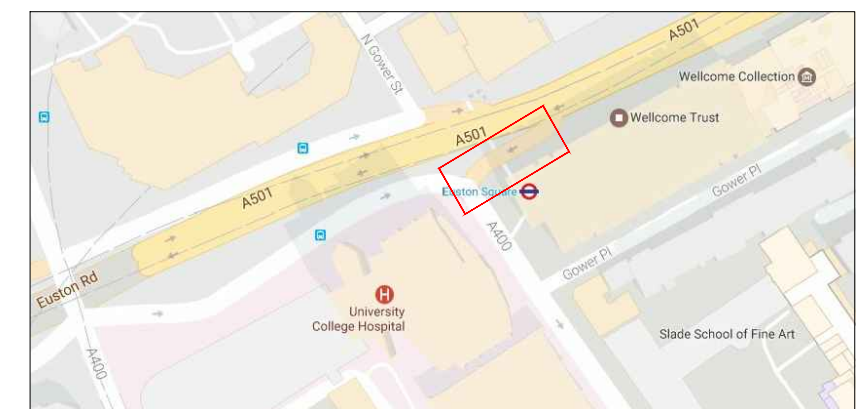 A501
N Gower St
Wellcome Collection
Wellcome Trust
A501
Gower Pl
Euston Square
A501
A400
Gower Pl
Euston Rd
H
University
College Hospital
Slade School of Fine Art
A400